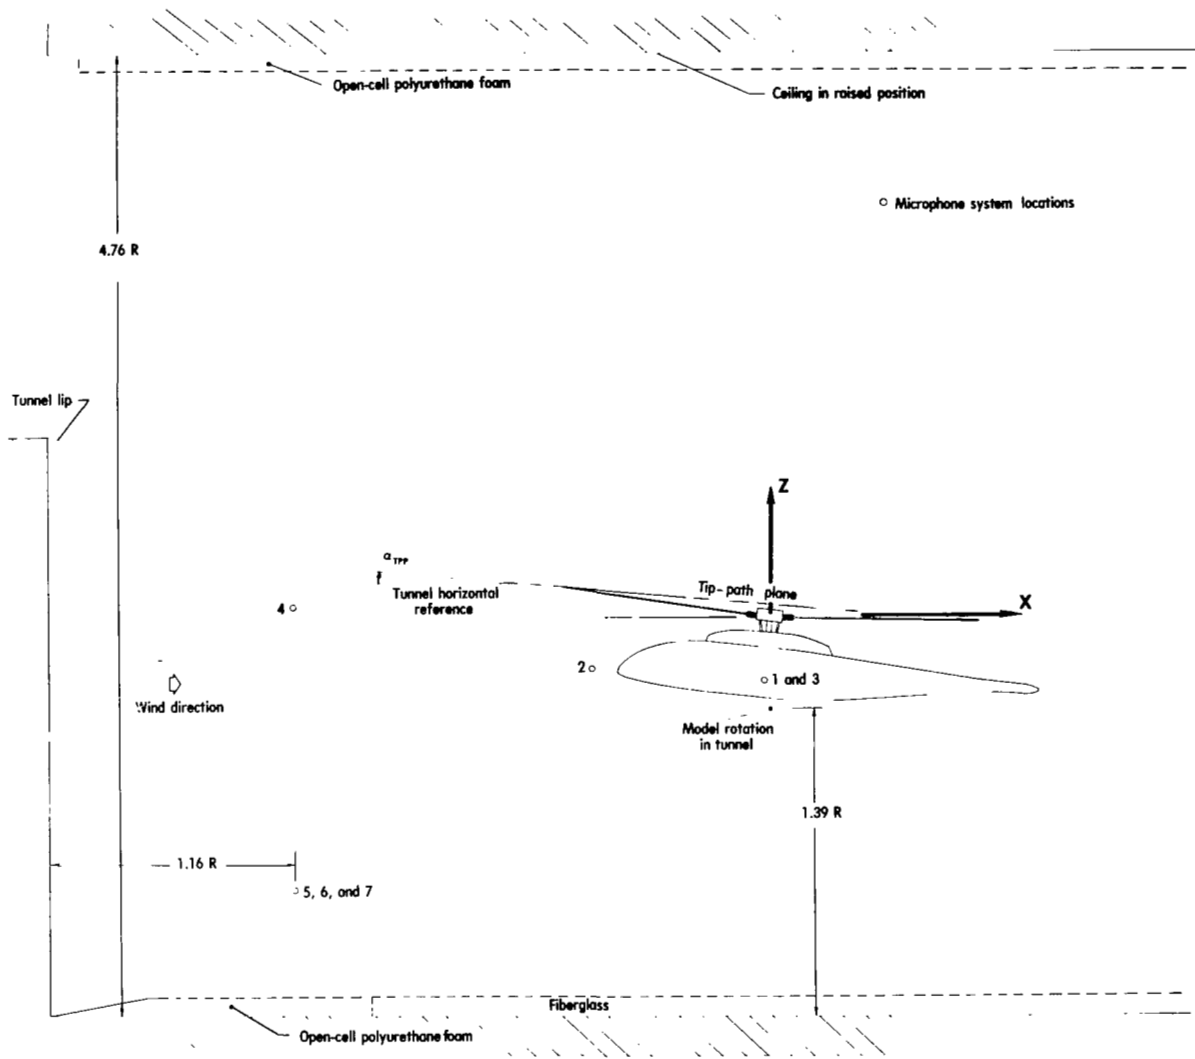 Open-cell polyurethane foam
Ceiling in raised position
Microphone system locations
4.76 R
Tunnel lip
Z
α TPP
Tunnel horizontal
reference
Tip-path plane
X
4
2
1 and 3
Wind direction
Model rotation
in tunnel
1.39 R
1.16 R
5, 6, and 7
Fiberglass
Open-cell polyurethane foam